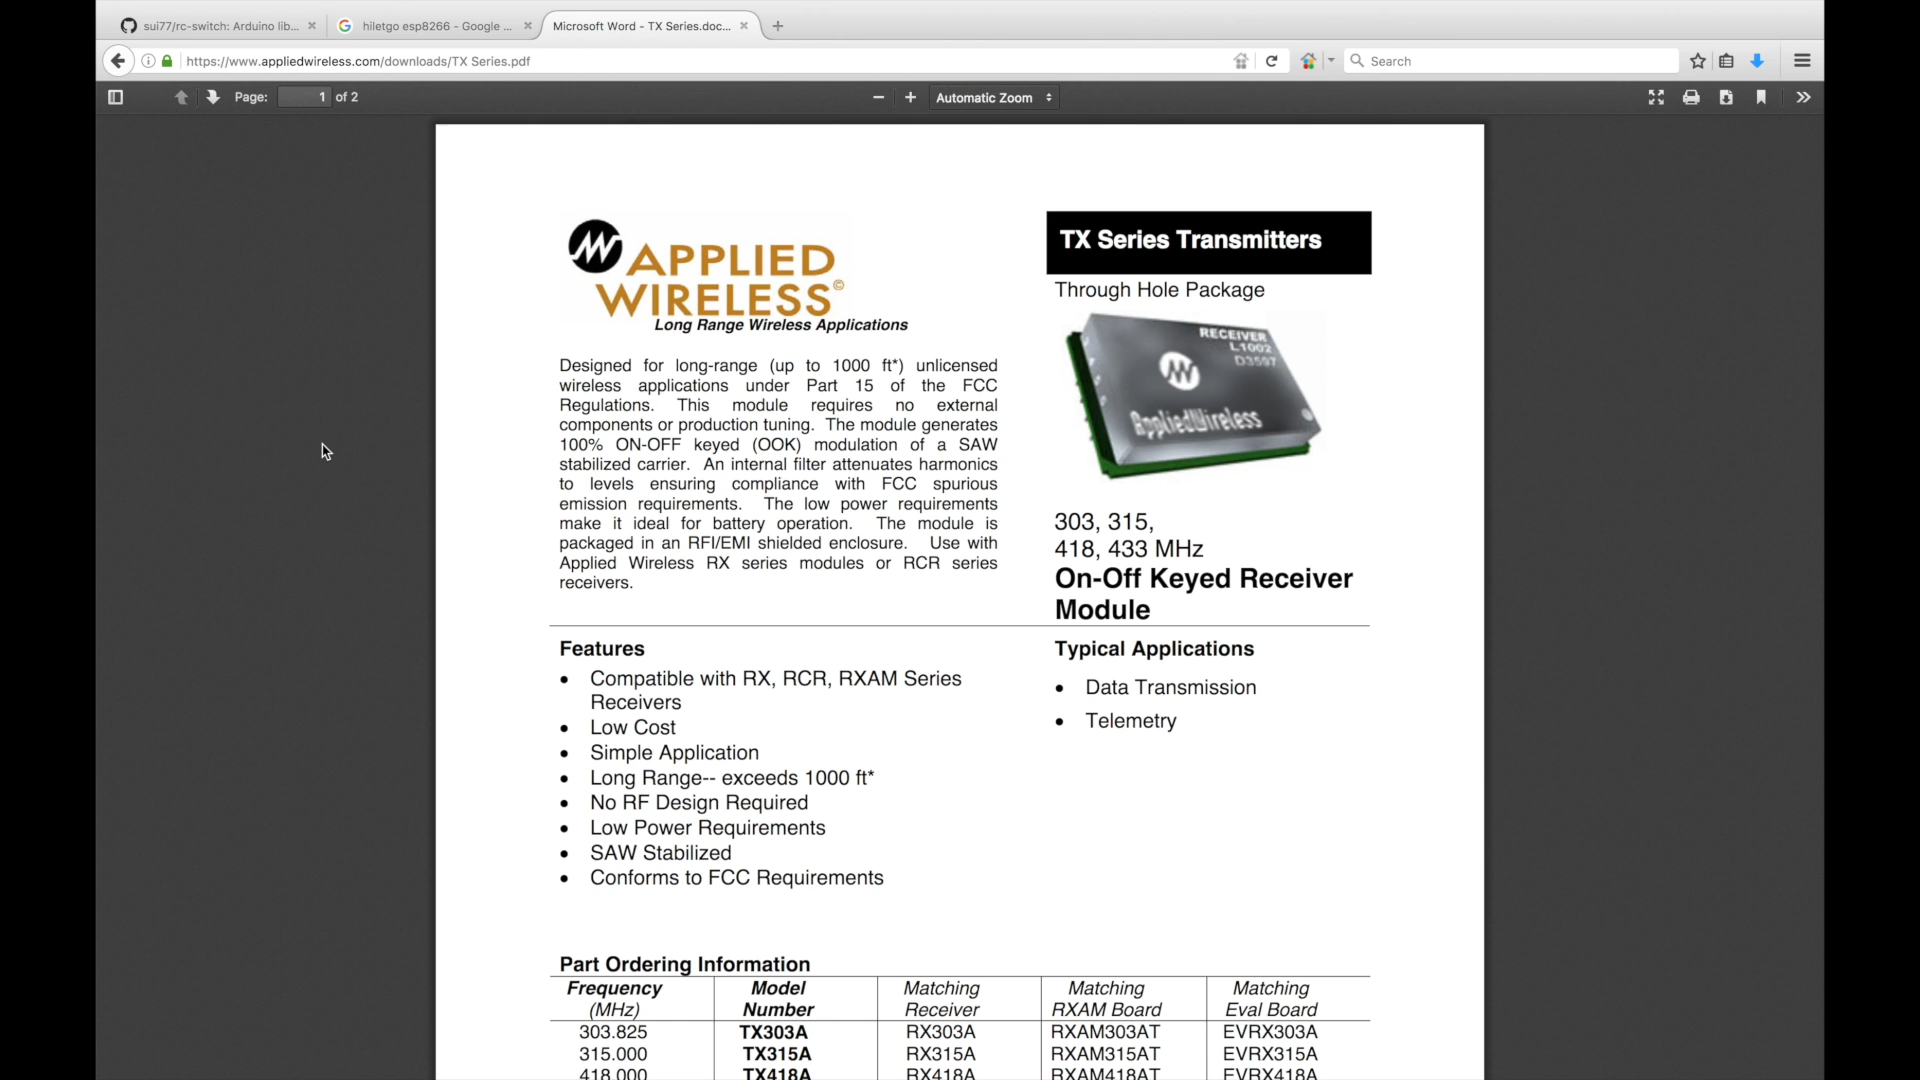 sui77/rc-switch: Arduino lib...
hiletgo esp8266 - Google ...
Microsoft Word - TX Series.doc...
https://www.appliedwireless.com/downloads/TX Series.pdf
Search
Page: 1 of 2
Automatic Zoom
APPLIED
WIRELESS©
Long Range Wireless Applications
Designed for long-range (up to 1000 ft*) unlicensed
wireless applications under Part 15 of the FCC
Regulations. This module requires no external
components or production tuning. The module generates
100% ON-OFF keyed (OOK) modulation of a SAW
stabilized carrier. An internal filter attenuates harmonics
to levels ensuring compliance with FCC spurious
emission requirements. The low power requirements
make it ideal for battery operation. The module is
packaged in an RFI/EMI shielded enclosure. Use with
Applied Wireless RX series modules or RCR series
receivers.
TX Series Transmitters
Through Hole Package
RECEIVER
L1002
D3597
AppliedWireless
303, 315,
418, 433 MHz
On-Off Keyed Receiver
Module
Features
• Compatible with RX, RCR, RXAM Series
Receivers
• Low Cost
• Simple Application
• Long Range-- exceeds 1000 ft*
• No RF Design Required
• Low Power Requirements
• SAW Stabilized
• Conforms to FCC Requirements
Typical Applications
• Data Transmission
• Telemetry
Part Ordering Information
Frequency Model Matching Matching Matching
(MHz) Number Receiver RXAM Board Eval Board
303.825 TX303A RX303A RXAM303AT EVRX303A
315.000 TX315A RX315A RXAM315AT EVRX315A
418.000 TX418A RX418A RXAM418AT EVRX418A